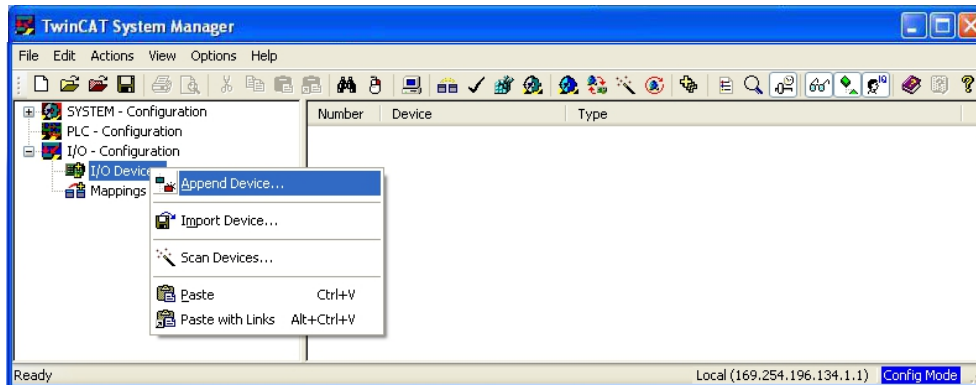 TwinCAT System Manager
File Edit Actions View Options Help
SYSTEM - Configuration
PLC - Configuration
I/O - Configuration
I/O Device
Mappings
Number Device Type
Append Device...
Import Device...
Scan Devices...
Paste Ctrl+V
Paste with Links Alt+Ctrl+V
Ready Local (169.254.196.134.1.1) Config Mode